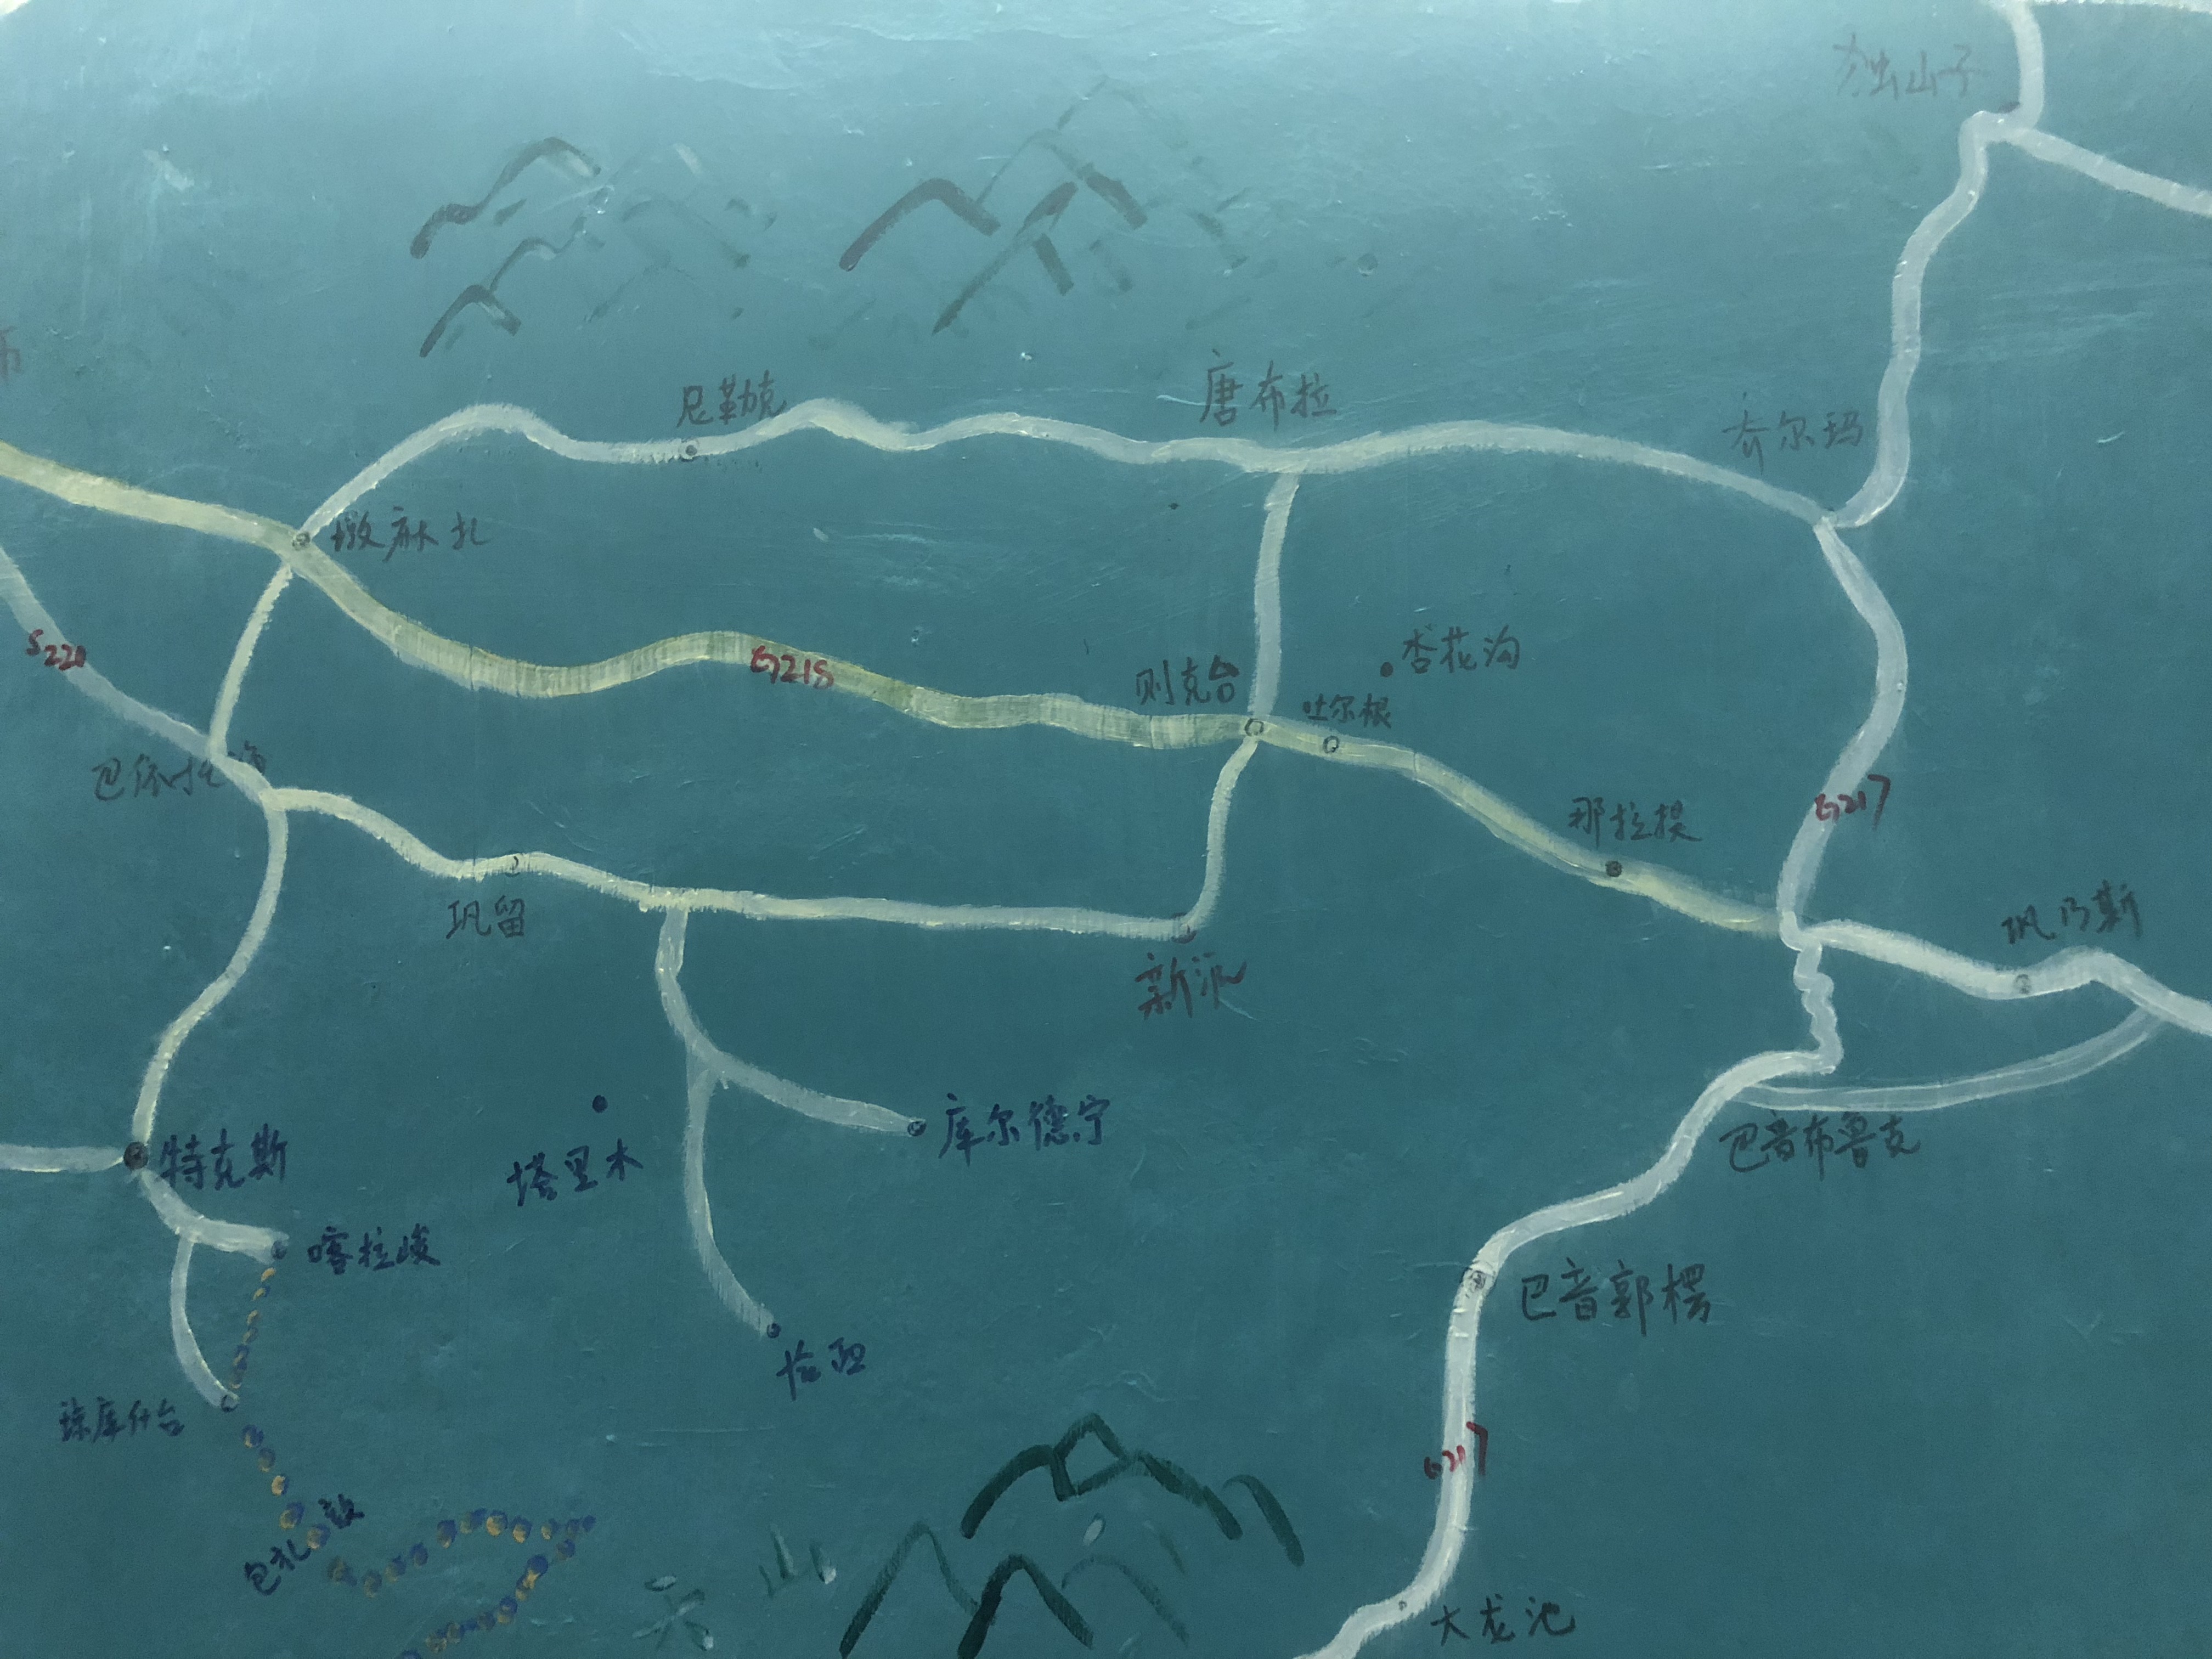 独山子
布
尼勒克
唐布拉
乔尔玛
墩麻扎
S220
G218
则克台
杏花沟
吐尔根
巴依托海
那拉提
G217
巩留
新源
巩乃斯
库尔德宁
特克斯
塔里木
巴音布鲁克
喀拉峻
巴音郭楞
恰西
琼库什台
G217
包扎墩
天山
大龙池